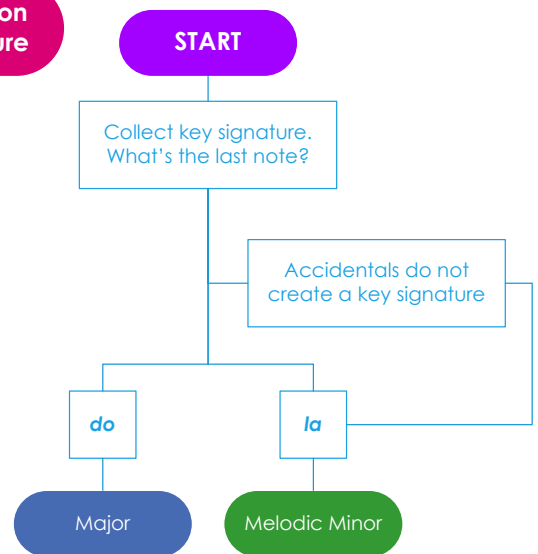 on
ure
START
Collect key signature.
What's the last note?
Accidentals do not
create a key signature
do
la
Major
Melodic Minor